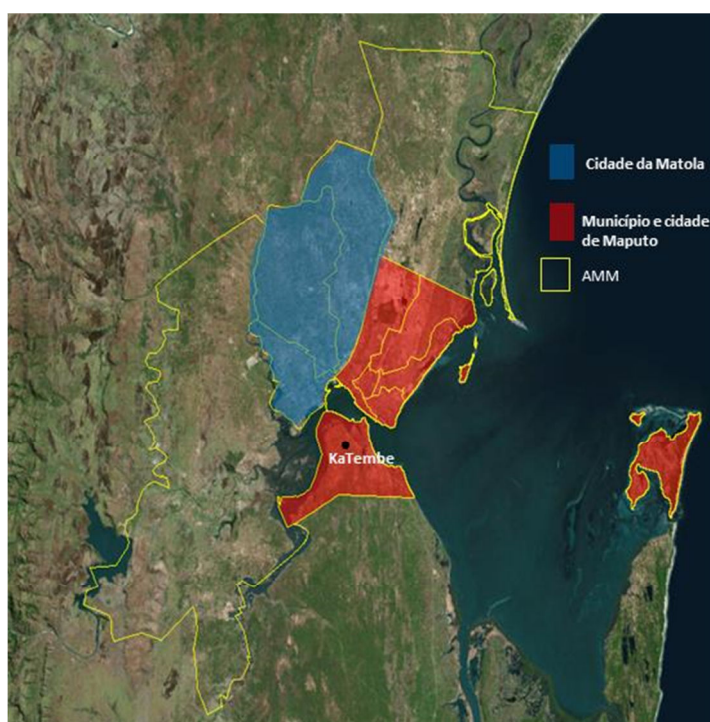 Cidade da Matola
Município e cidade
de Maputo
AMM
KaTembe